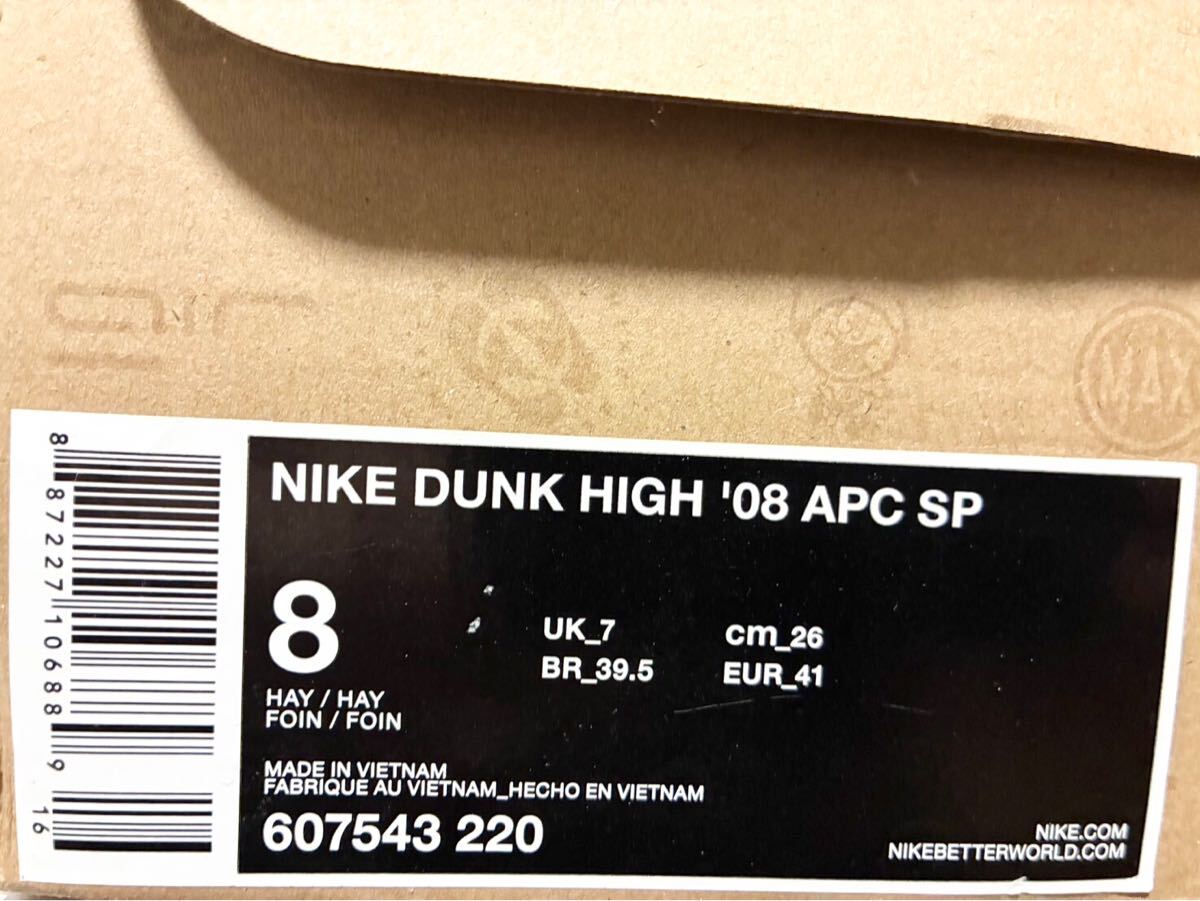 MAX
NIKE DUNK HIGH '08 APC SP
8
UK_7 cm_26
BR_39.5 EUR_41
HAY / HAY
FOIN / FOIN
MADE IN VIETNAM
FABRIQUE AU VIETNAM_HECHO EN VIETNAM
607543 220
NIKE.COM
NIKEBETTERWORLD.COM
8 87227 10688 9 16